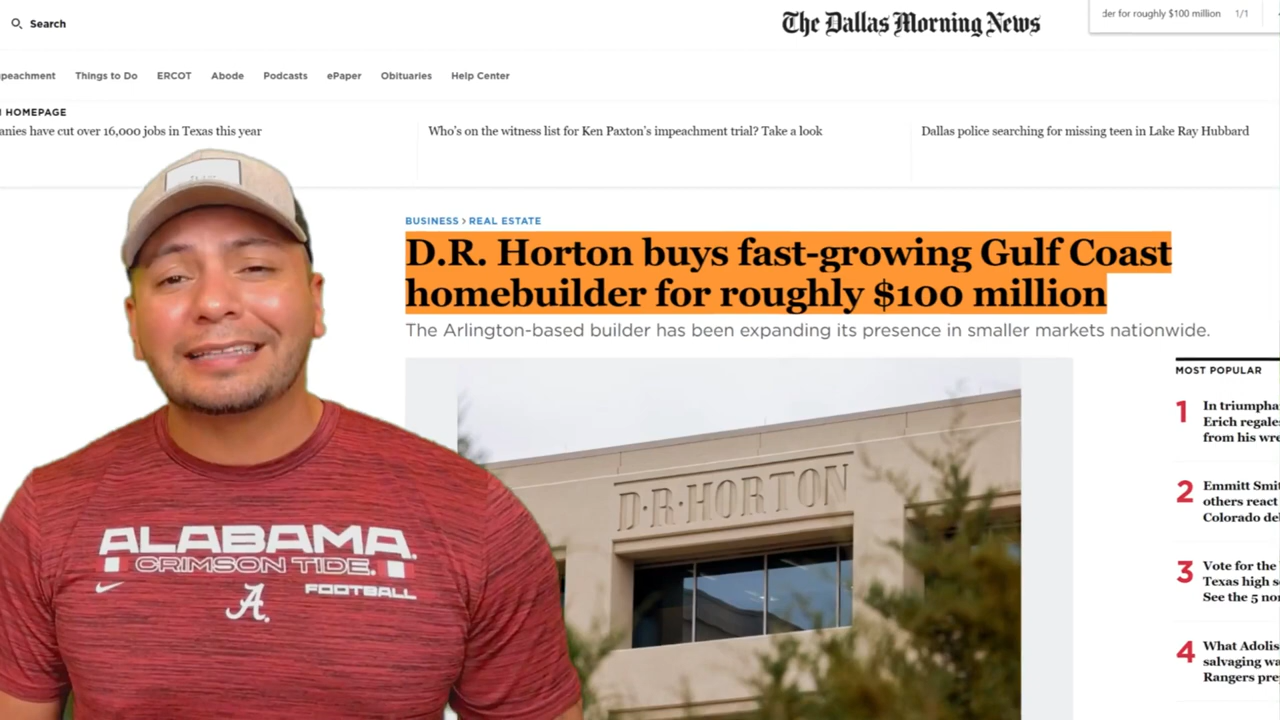 Search
The Dallas Morning News
der for roughly $100 million 1/1
peachment Things to Do ERCOT Abode Podcasts ePaper Obituaries Help Center
HOMEPAGE
anies have cut over 16,000 jobs in Texas this year
Who's on the witness list for Ken Paxton's impeachment trial? Take a look
Dallas police searching for missing teen in Lake Ray Hubbard
BUSINESS > REAL ESTATE
D.R. Horton buys fast-growing Gulf Coast
homebuilder for roughly $100 million
The Arlington-based builder has been expanding its presence in smaller markets nationwide.
D·R·HORTON
MOST POPULAR
1 In triumpha
Erich regale
from his wre
2 Emmitt Smi
others react
Colorado de
3 Vote for the
Texas high s
See the 5 no
4 What Adolis
salvaging wa
Rangers pre
ALABAMA.
CRIMSON TIDE.
FOOTBALL
A.